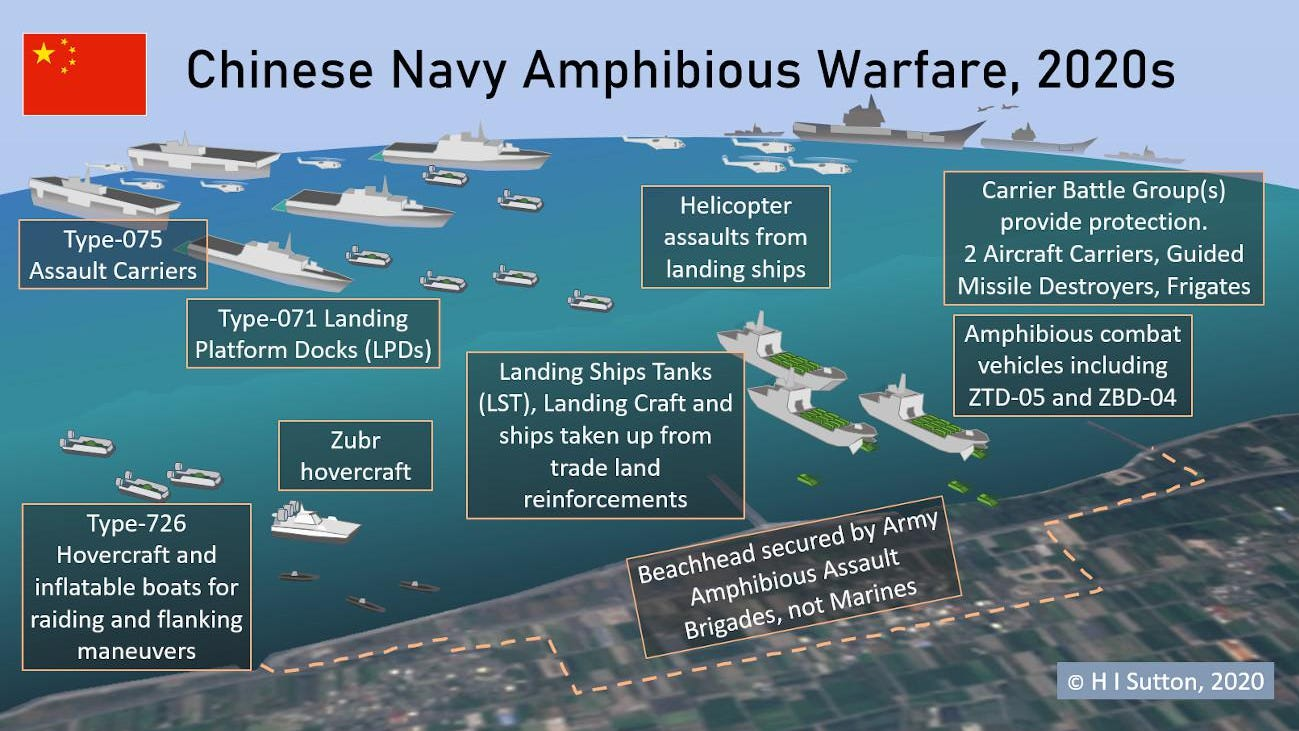 Chinese Navy Amphibious Warfare, 2020s
Type-075
Assault Carriers
Helicopter
assaults from
landing ships
Carrier Battle Group(s)
provide protection.
2 Aircraft Carriers, Guided
Missile Destroyers, Frigates
Type-071 Landing
Platform Docks (LPDs)
Amphibious combat
vehicles including
ZTD-05 and ZBD-04
Landing Ships Tanks
(LST), Landing Craft and
ships taken up from
trade land
reinforcements
Zubr
hovercraft
Type-726
Hovercraft and
inflatable boats for
raiding and flanking
maneuvers
Beachhead secured by Army
Amphibious Assault
Brigades, not Marines
© H I Sutton, 2020